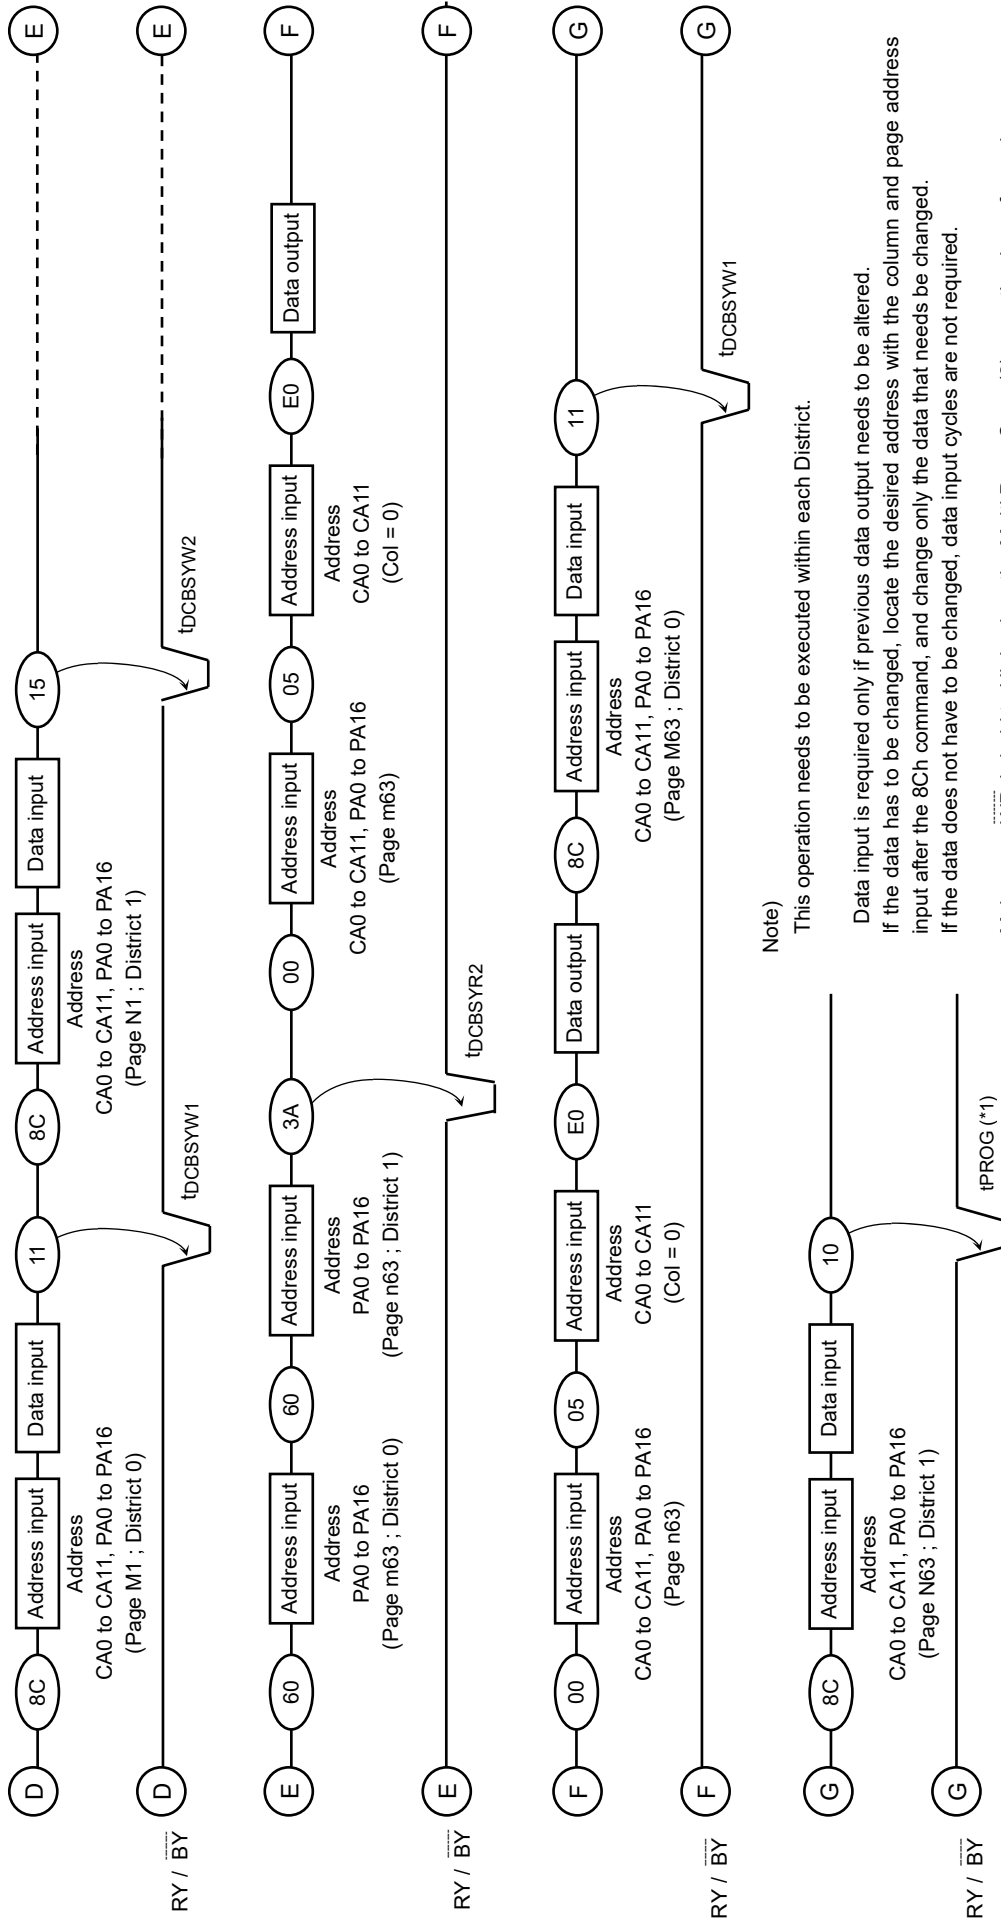 D 8C Address input Data input 11 8C Address input Data input 15 E
Address
CA0 to CA11, PA0 to PA16
(Page M1 ; District 0)
Address
CA0 to CA11, PA0 to PA16
(Page N1 ; District 1)
RY / BY D tDCBSYW1 tDCBSYW2 E
E 60 Address input 60 Address input 3A 00 Address input 05 Address input E0 Data output F
Address
PA0 to PA16
(Page m63 ; District 0)
Address
PA0 to PA16
(Page n63 ; District 1)
Address
CA0 to CA11, PA0 to PA16
(Page m63)
Address
CA0 to CA11
(Col = 0)
RY / BY E tDCBSYR2 F
F 00 Address input 05 Address input E0 Data output 8C Address input Data input 11 G
Address
CA0 to CA11, PA0 to PA16
(Page n63)
Address
CA0 to CA11
(Col = 0)
Address
CA0 to CA11, PA0 to PA16
(Page M63 ; District 0)
RY / BY F tDCBSYW1 G
G 8C Address input Data input 10
Address
CA0 to CA11, PA0 to PA16
(Page N63 ; District 1)
RY / BY G tPROG (*1)
Note)
This operation needs to be executed within each District.
Data input is required only if previous data output needs to be altered.
If the data has to be changed, locate the desired address with the column and page address
input after the 8Ch command, and change only the data that needs be changed.
If the data does not have to be changed, data input cycles are not required.